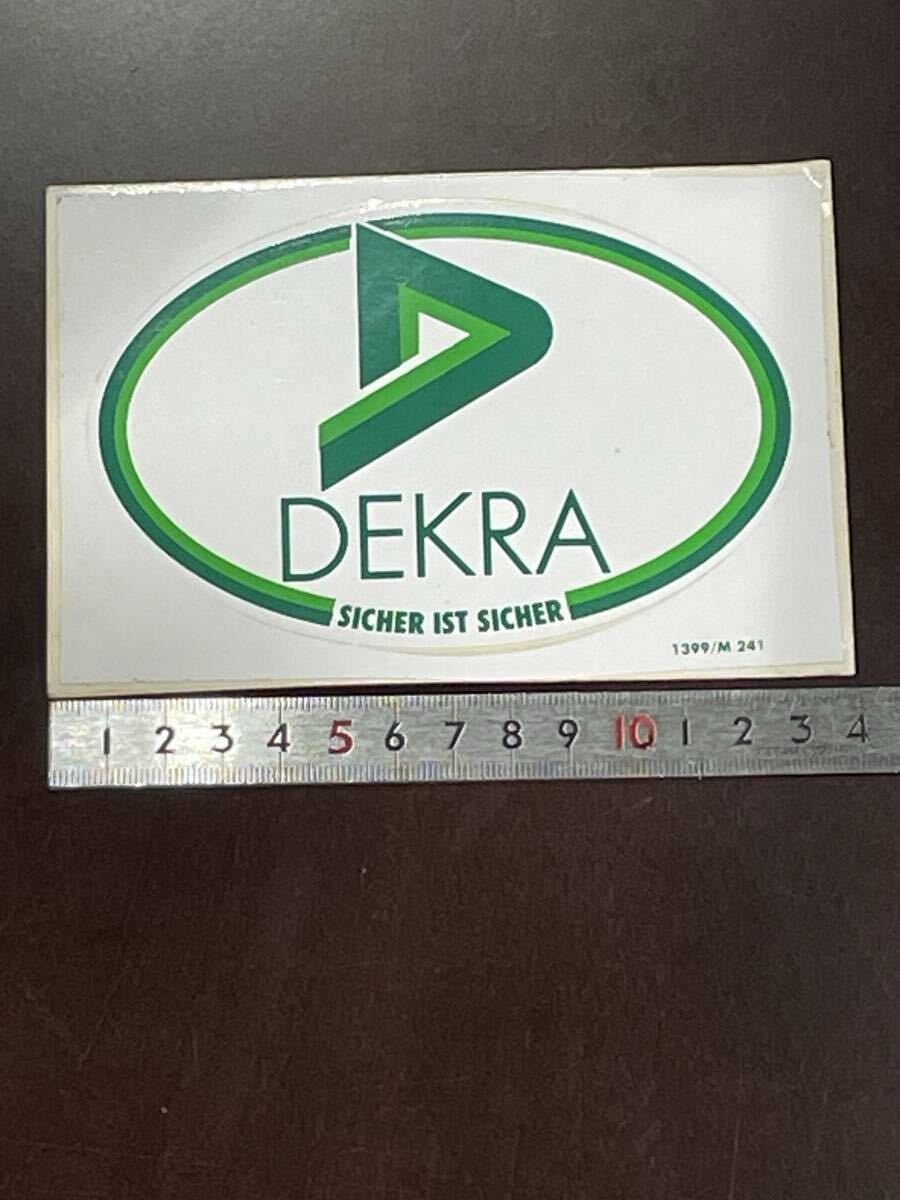 DEKRA
SICHER IST SICHER
1399/M 241
1 2 3 4 5 6 7 8 9 10 1 2 3 4